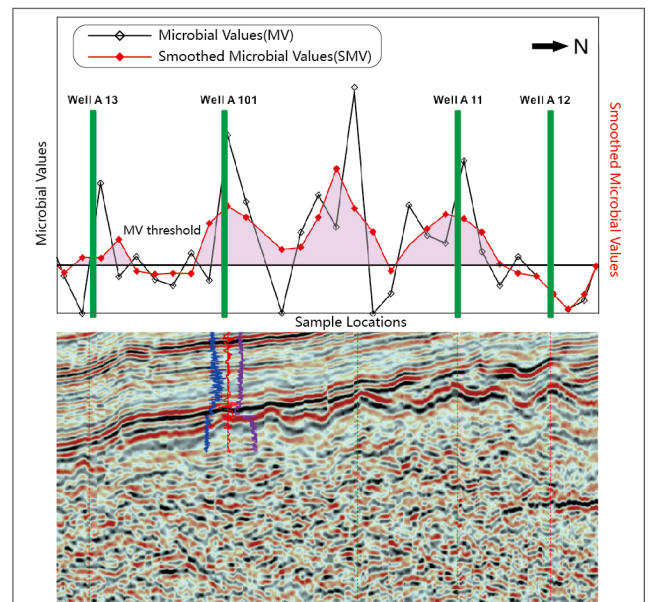 Microbial Values(MV)
Smoothed Microbial Values(SMV)
N
Well A 13
Well A 101
Well A 11
Well A 12
Microbial Values
MV threshold
Smoothed Microbial Values
Sample Locations